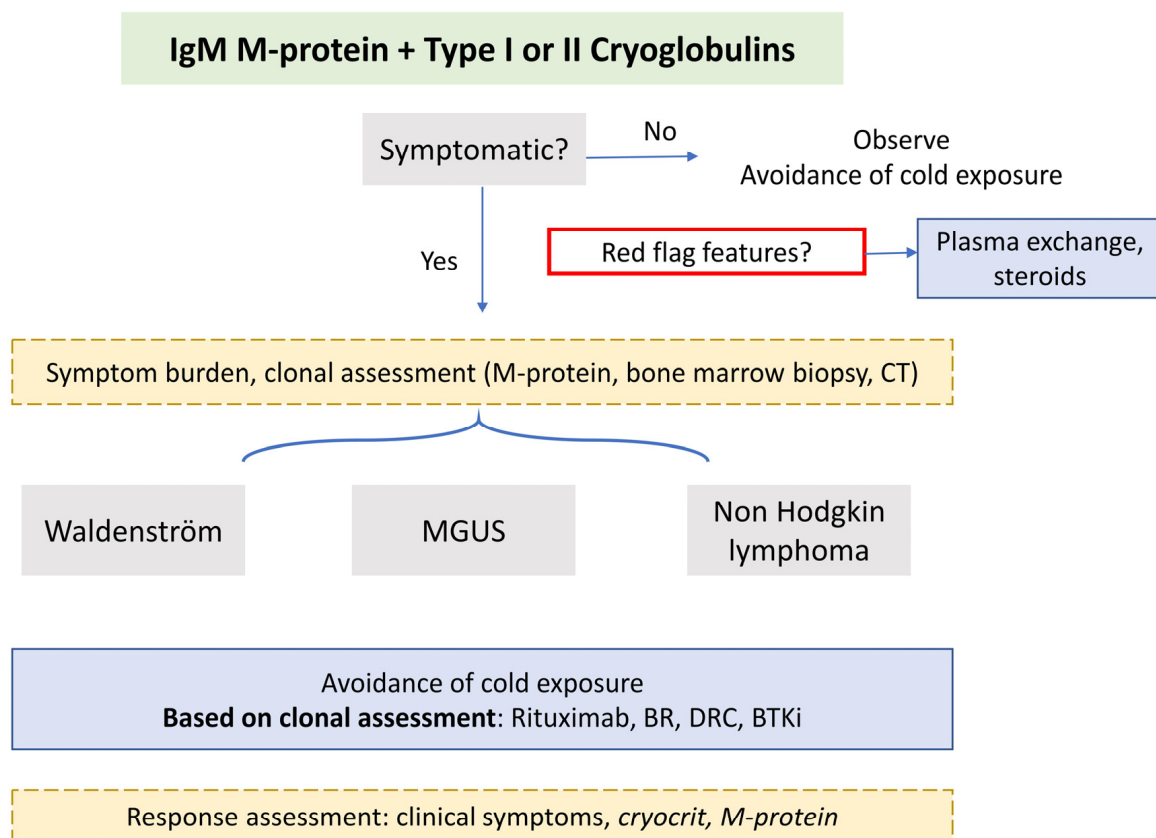 IgM M-protein + Type I or II Cryoglobulins
Symptomatic?
No
Observe
Avoidance of cold exposure
Yes
Red flag features?
Plasma exchange,
steroids
Symptom burden, clonal assessment (M-protein, bone marrow biopsy, CT)
Waldenström
MGUS
Non Hodgkin
lymphoma
Avoidance of cold exposure
Based on clonal assessment: Rituximab, BR, DRC, BTKi
Response assessment: clinical symptoms, cryocrit, M-protein